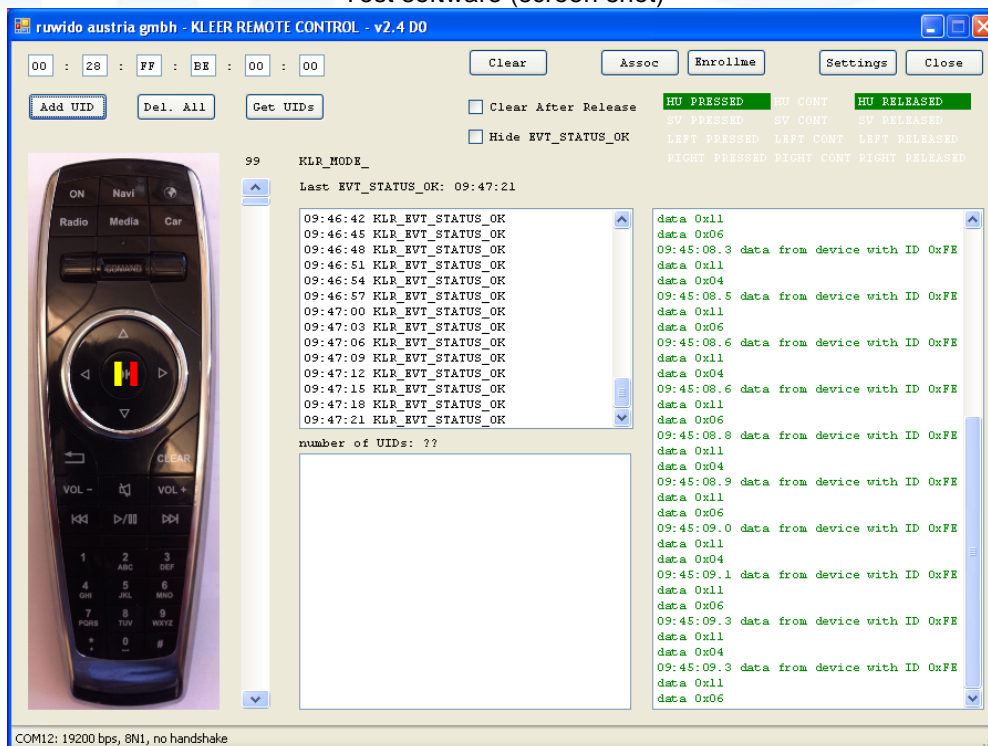 Test software (screen shot)
ruwido austria gmbh - KLEER REMOTE CONTROL - v2.4 D0
00 : 28 : FF : BE : 00 : 00
Clear Assoc Enrollme Settings Close
Add UID Del. All Get UIDs
Clear After Release
Hide EVT_STATUS_OK
HU PRESSED HU CONT HU RELEASED
SV PRESSED SV CONT SV RELEASED
LEFT PRESSED LEFT CONT LEFT RELEASED
RIGHT PRESSED RIGHT CONT RIGHT RELEASED
99 KLR_MODE_
Last EVT_STATUS_OK: 09:47:21
ON Navi
Radio Media Car
COMAND
CLEAR
VOL - VOL +
1 2 ABC 3 DEF
4 GHI 5 JKL 6 MNO
7 PQRS 8 TUV 9 WXYZ
* 0 #
09:46:42 KLR_EVT_STATUS_OK
09:46:45 KLR_EVT_STATUS_OK
09:46:48 KLR_EVT_STATUS_OK
09:46:51 KLR_EVT_STATUS_OK
09:46:54 KLR_EVT_STATUS_OK
09:46:57 KLR_EVT_STATUS_OK
09:47:00 KLR_EVT_STATUS_OK
09:47:03 KLR_EVT_STATUS_OK
09:47:06 KLR_EVT_STATUS_OK
09:47:09 KLR_EVT_STATUS_OK
09:47:12 KLR_EVT_STATUS_OK
09:47:15 KLR_EVT_STATUS_OK
09:47:18 KLR_EVT_STATUS_OK
09:47:21 KLR_EVT_STATUS_OK
number of UIDs: ??
data 0x11
data 0x06
09:45:08.3 data from device with ID 0xFE
data 0x11
data 0x04
09:45:08.5 data from device with ID 0xFE
data 0x11
data 0x06
09:45:08.6 data from device with ID 0xFE
data 0x11
data 0x04
09:45:08.6 data from device with ID 0xFE
data 0x11
data 0x06
09:45:08.8 data from device with ID 0xFE
data 0x11
data 0x04
09:45:08.9 data from device with ID 0xFE
data 0x11
data 0x06
09:45:09.0 data from device with ID 0xFE
data 0x11
data 0x04
09:45:09.1 data from device with ID 0xFE
data 0x11
data 0x06
09:45:09.3 data from device with ID 0xFE
data 0x11
data 0x04
09:45:09.3 data from device with ID 0xFE
data 0x11
data 0x06
COM12: 19200 bps, 8N1, no handshake